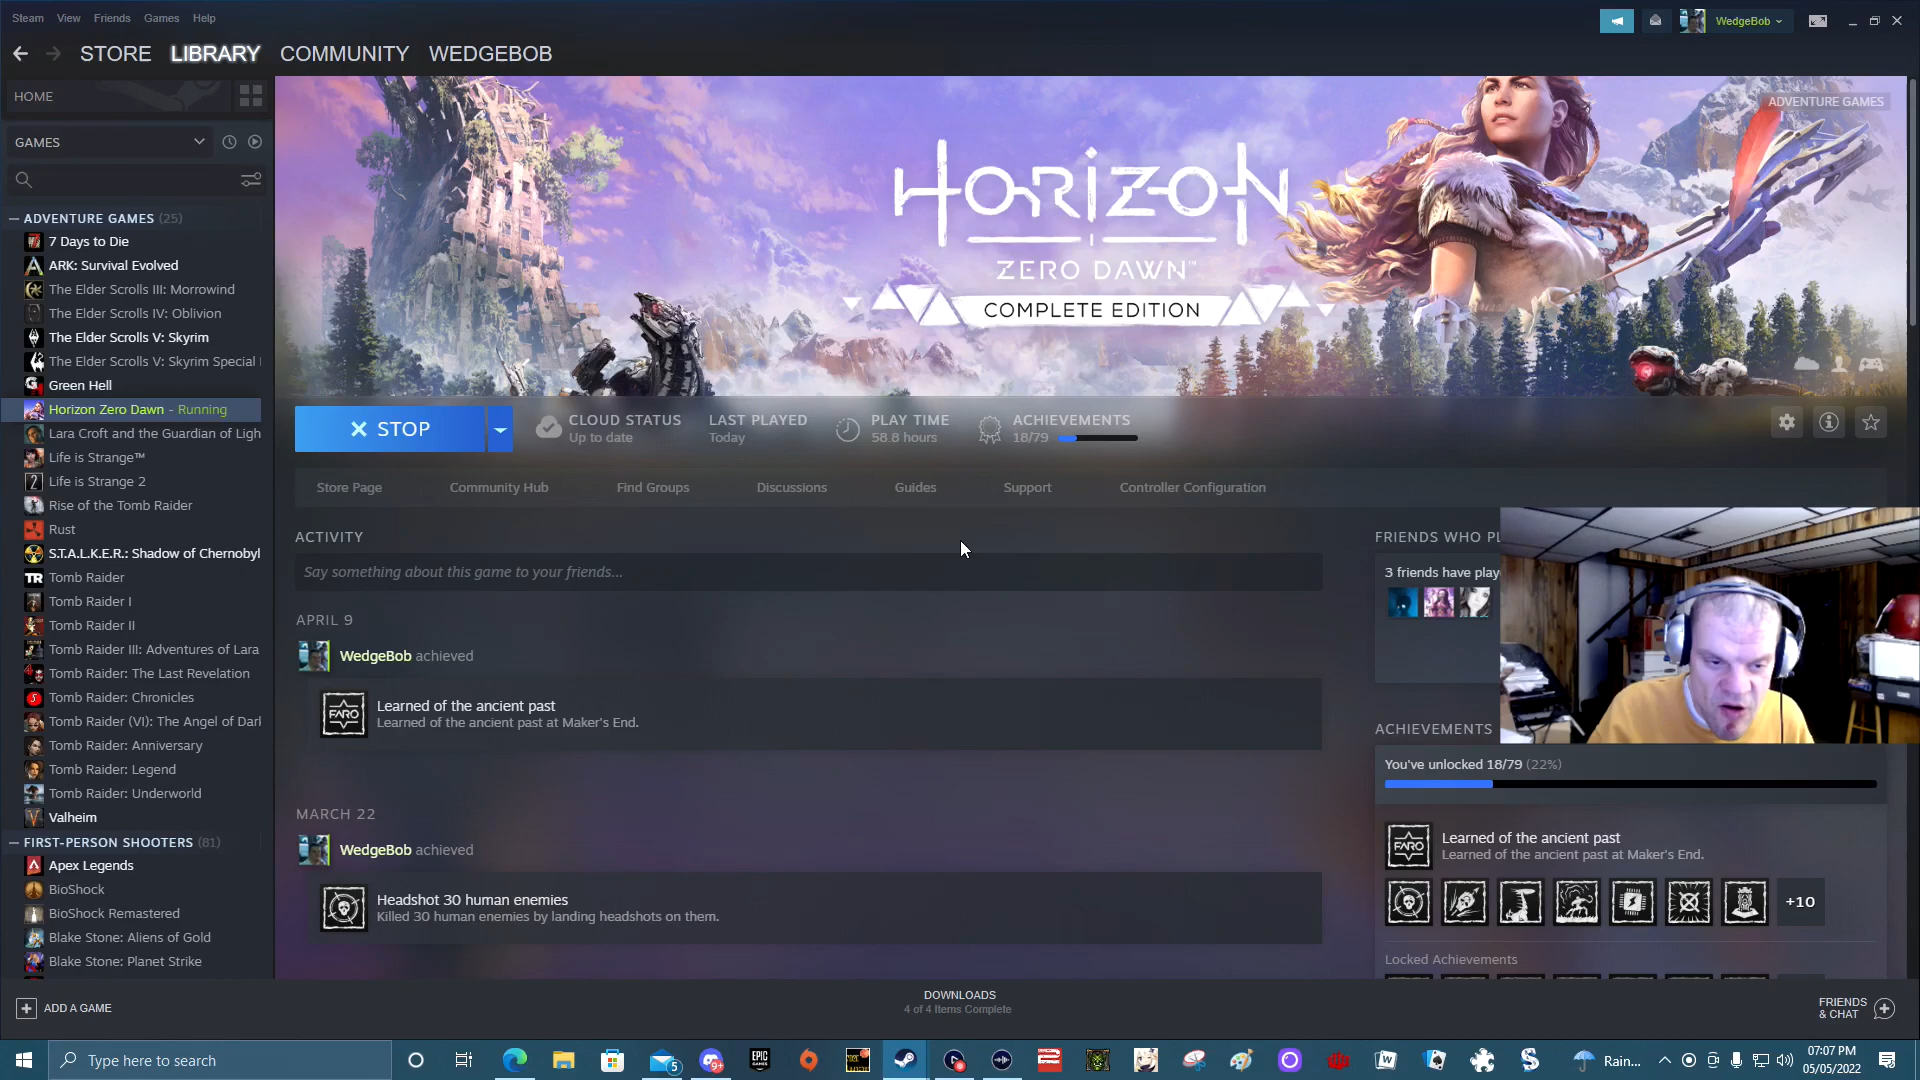 Steam View Friends Games Help
WedgeBob
STORE LIBRARY COMMUNITY WEDGEBOB
HOME
GAMES
ADVENTURE GAMES (25)
7 Days to Die
ARK: Survival Evolved
The Elder Scrolls III: Morrowind
The Elder Scrolls IV: Oblivion
The Elder Scrolls V: Skyrim
The Elder Scrolls V: Skyrim Special
Green Hell
Horizon Zero Dawn - Running
Lara Croft and the Guardian of Ligh
Life is Strange™
Life is Strange 2
Rise of the Tomb Raider
Rust
S.T.A.L.K.E.R.: Shadow of Chernobyl
Tomb Raider
Tomb Raider I
Tomb Raider II
Tomb Raider III: Adventures of Lara
Tomb Raider: The Last Revelation
Tomb Raider: Chronicles
Tomb Raider (VI): The Angel of Darl
Tomb Raider: Anniversary
Tomb Raider: Legend
Tomb Raider: Underworld
Valheim
FIRST-PERSON SHOOTERS (81)
Apex Legends
BioShock
BioShock Remastered
Blake Stone: Aliens of Gold
Blake Stone: Planet Strike
ADVENTURE GAMES
HORIZON
ZERO DAWN™
COMPLETE EDITION
STOP
CLOUD STATUS
Up to date
LAST PLAYED
Today
PLAY TIME
58.8 hours
ACHIEVEMENTS
18/79
Store Page Community Hub Find Groups Discussions Guides Support Controller Configuration
ACTIVITY
Say something about this game to your friends...
APRIL 9
WedgeBob achieved
FARO
Learned of the ancient past
Learned of the ancient past at Maker's End.
MARCH 22
WedgeBob achieved
Headshot 30 human enemies
Killed 30 human enemies by landing headshots on them.
FRIENDS WHO PL
3 friends have play
ACHIEVEMENTS
You've unlocked 18/79 (22%)
FARO
Learned of the ancient past
Learned of the ancient past at Maker's End.
+10
Locked Achievements
ADD A GAME
DOWNLOADS
4 of 4 Items Complete
FRIENDS
& CHAT
Type here to search
5
9+
EPIC
GAMES
Rain...
07:07 PM
05/05/2022